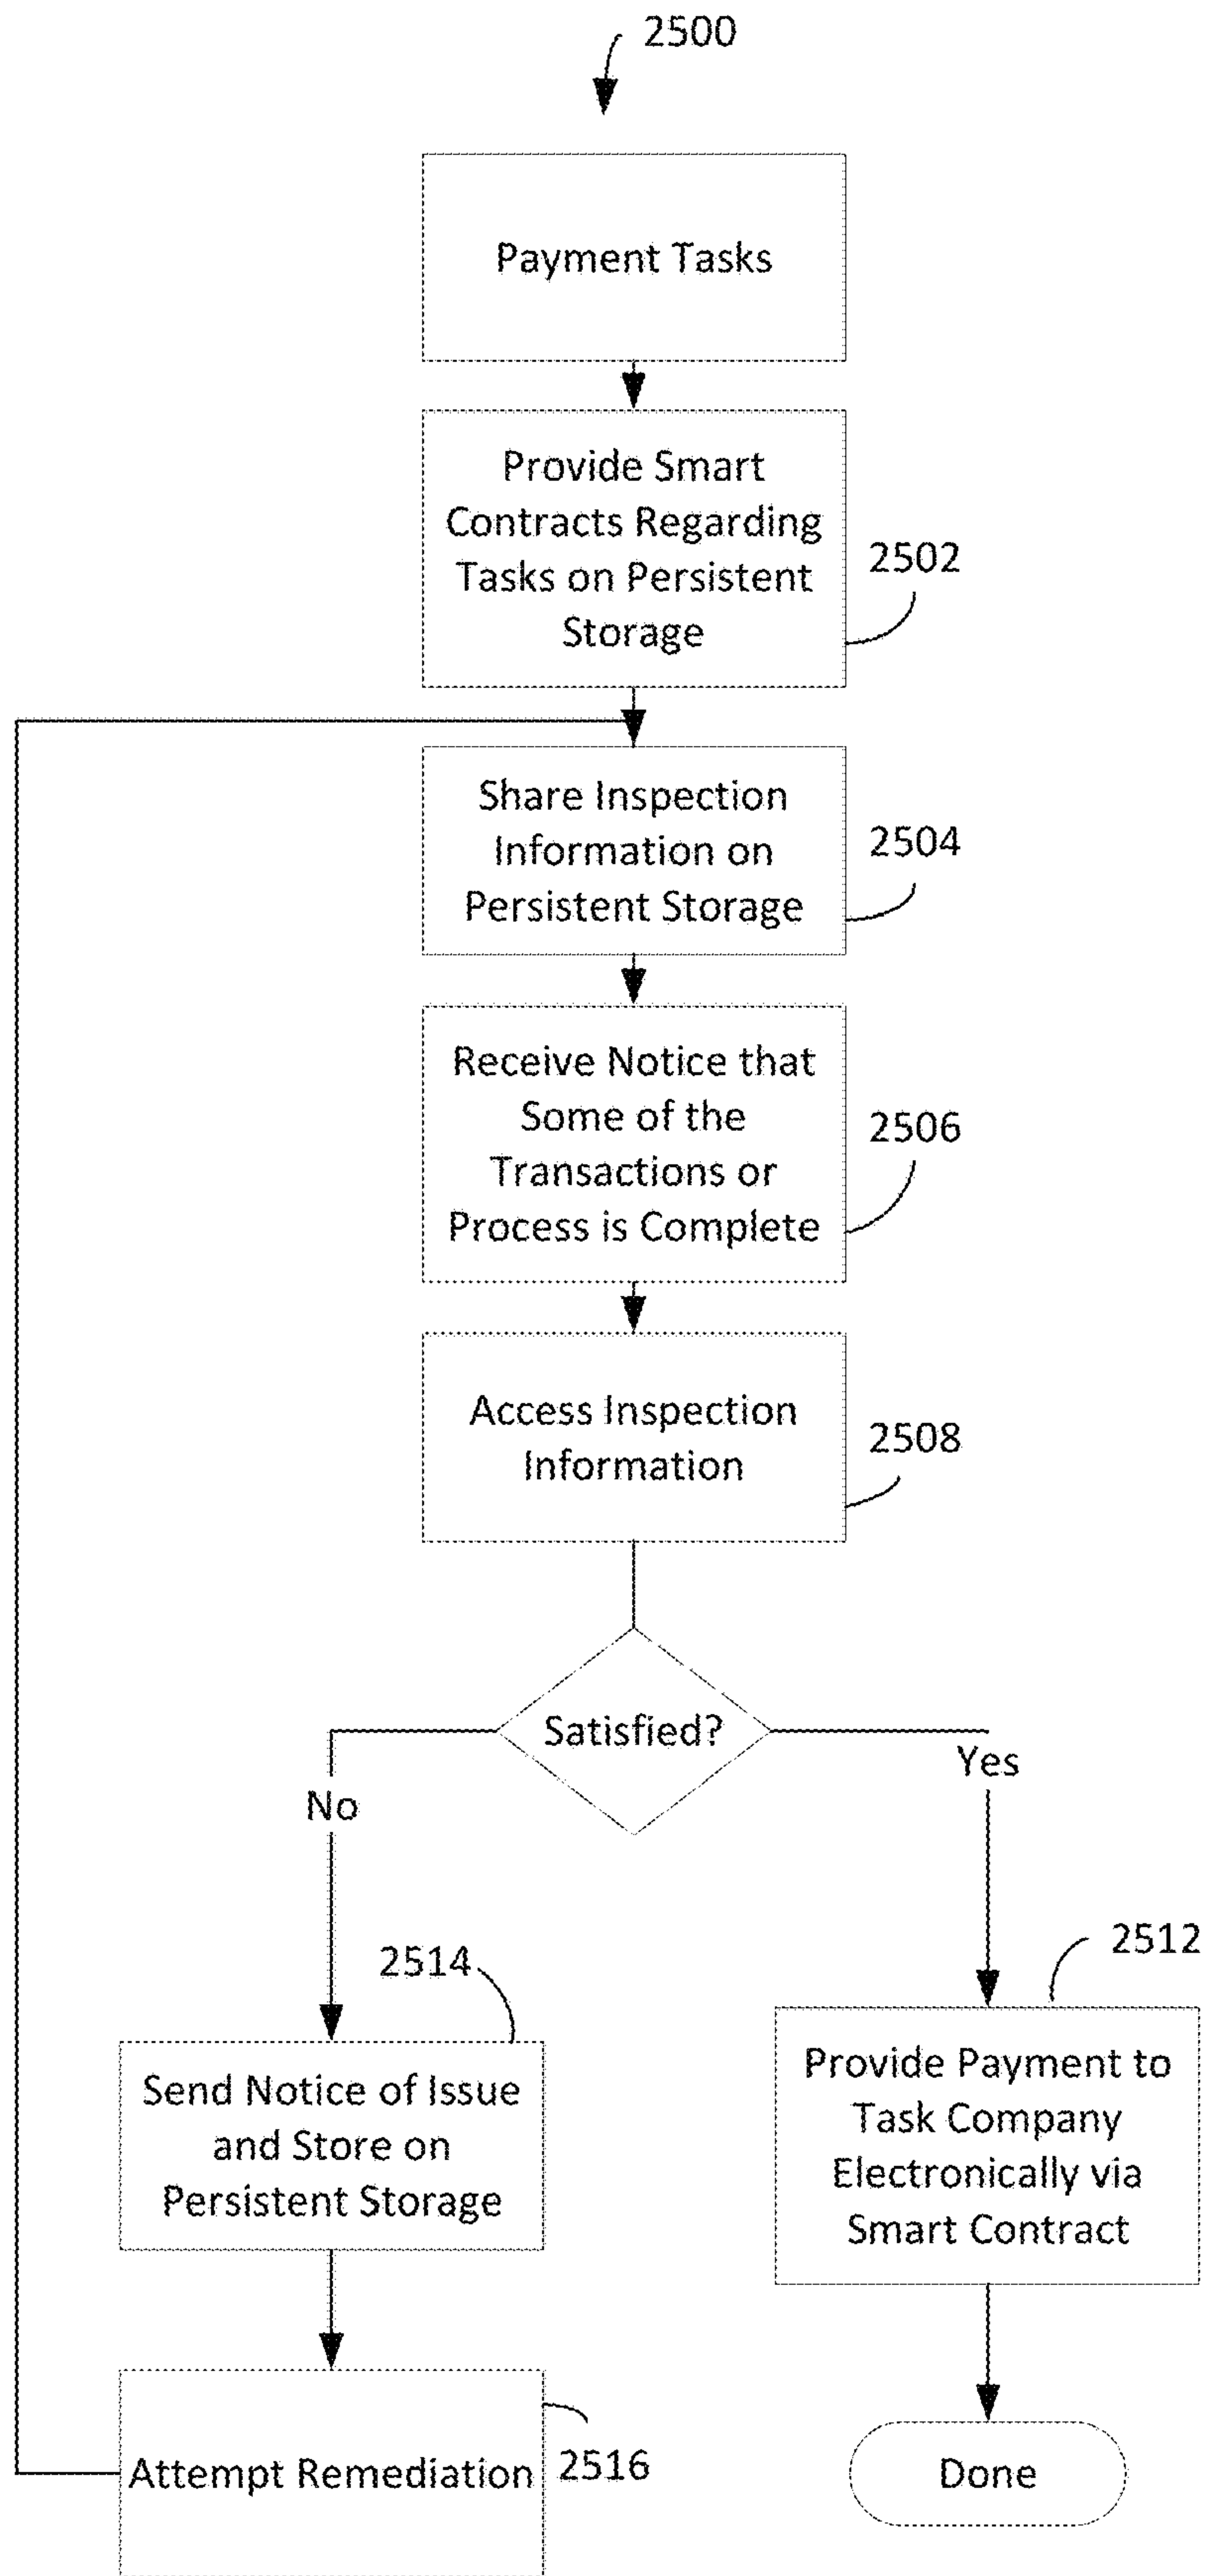 2500
Payment Tasks
Provide Smart
Contracts Regarding
Tasks on Persistent
Storage
2502
Share Inspection
Information on
Persistent Storage
2504
Receive Notice that
Some of the
Transactions or
Process is Complete
2506
Access Inspection
Information
2508
Satisfied?
No
Yes
2514
Send Notice of Issue
and Store on
Persistent Storage
2512
Provide Payment to
Task Company
Electronically via
Smart Contract
Attempt Remediation
2516
Done